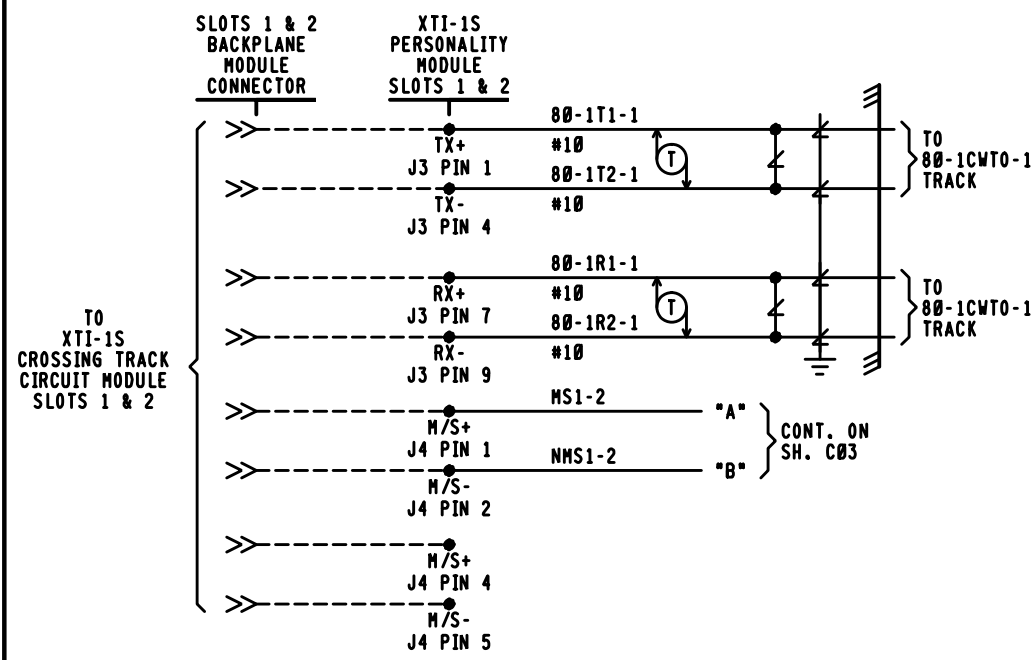 SLOTS 1 & 2
BACKPLANE
MODULE
CONNECTOR
XTI-1S
PERSONALITY
MODULE
SLOTS 1 & 2
80-1T1-1
TX+
#10
T
J3 PIN 1
80-1T2-1
TX-
#10
J3 PIN 4
TO
80-1CWTO-1
TRACK
80-1R1-1
RX+
#10
T
J3 PIN 7
80-1R2-1
RX-
#10
J3 PIN 9
TO
80-1CWTO-1
TRACK
TO
XTI-1S
CROSSING TRACK
CIRCUIT MODULE
SLOTS 1 & 2
MS1-2
"A"
M/S+
J4 PIN 1
NMS1-2
"B"
M/S-
J4 PIN 2
CONT. ON
SH. C03
M/S+
J4 PIN 4
M/S-
J4 PIN 5